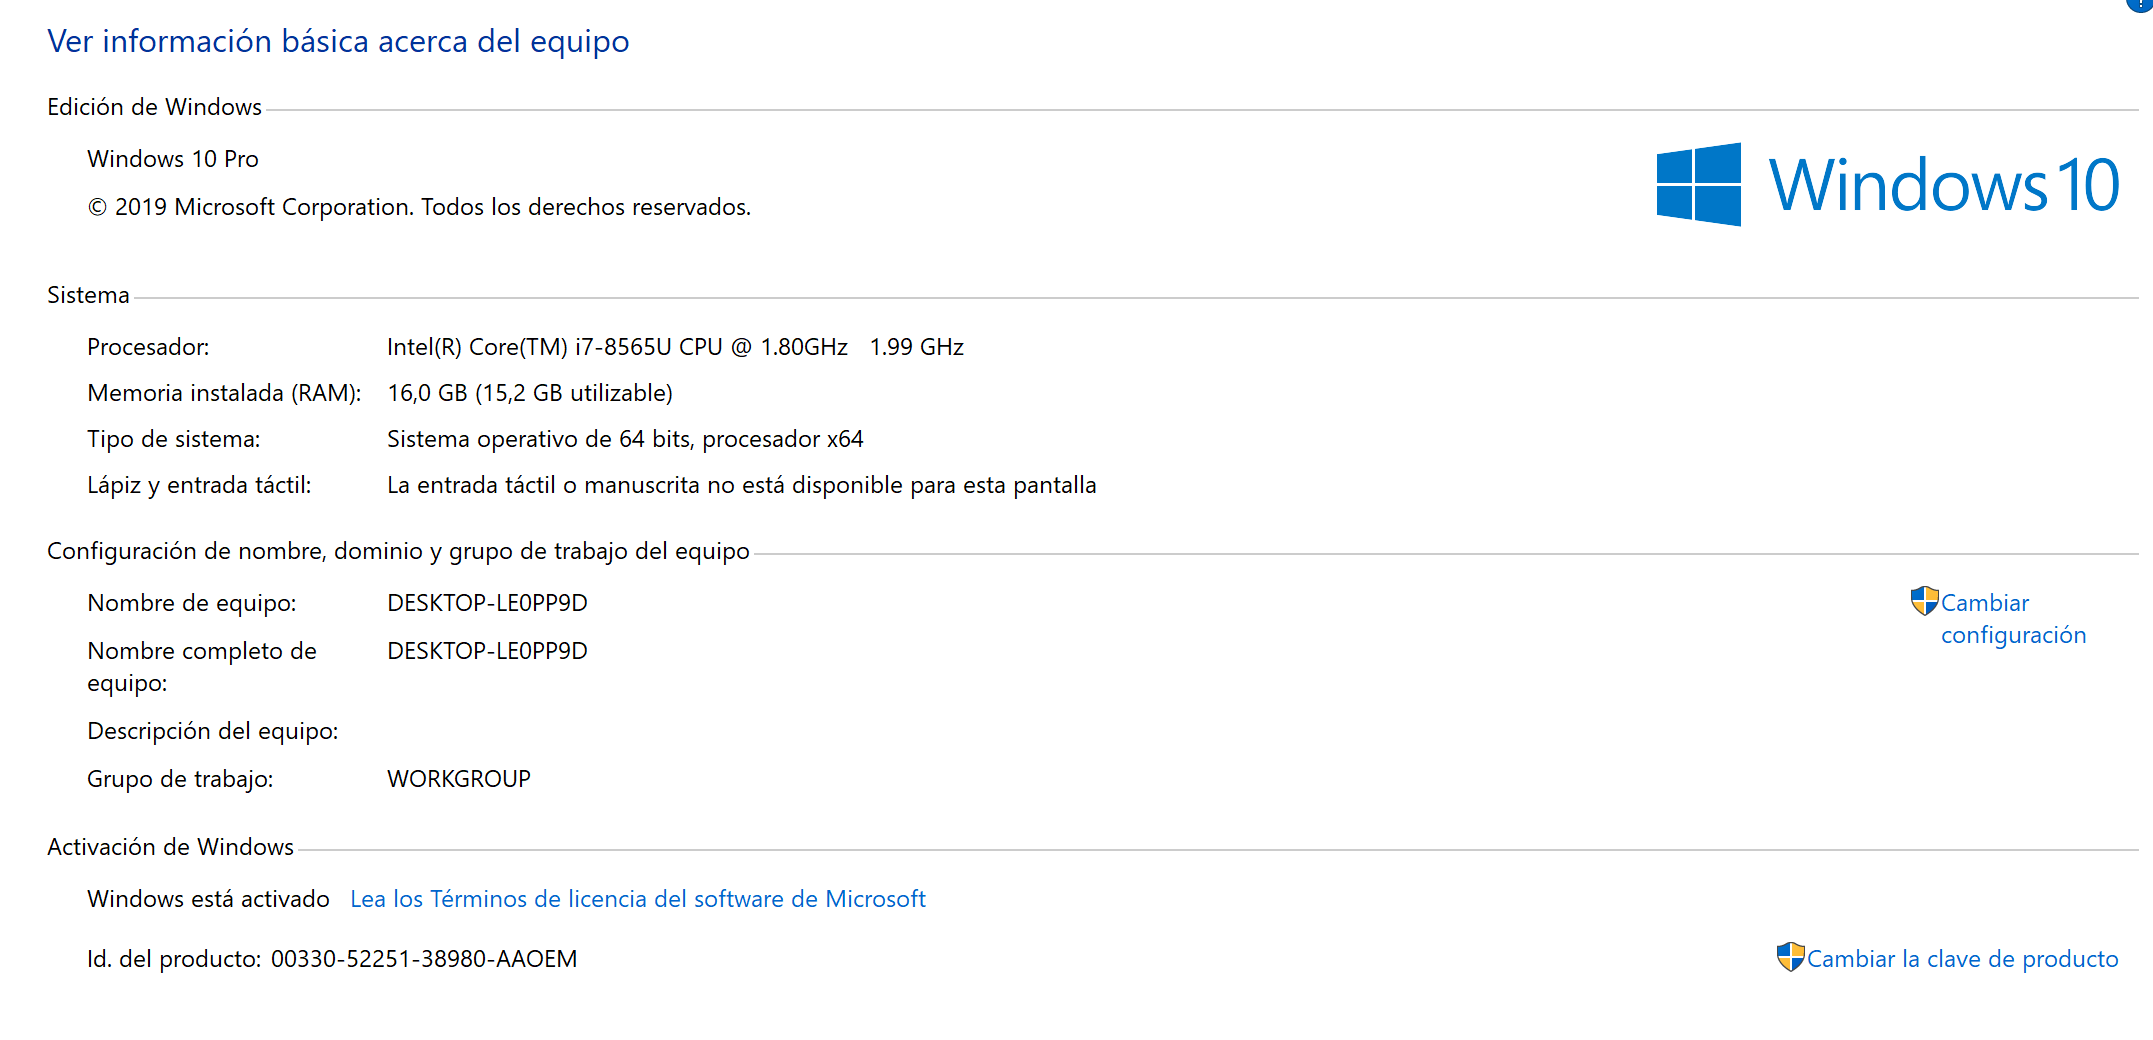 Ver información básica acerca del equipo
Edición de Windows
Windows 10 Pro
© 2019 Microsoft Corporation. Todos los derechos reservados.
Windows 10
Sistema
Procesador: Intel(R) Core(TM) i7-8565U CPU @ 1.80GHz 1.99 GHz
Memoria instalada (RAM): 16,0 GB (15,2 GB utilizable)
Tipo de sistema: Sistema operativo de 64 bits, procesador x64
Lápiz y entrada táctil: La entrada táctil o manuscrita no está disponible para esta pantalla
Configuración de nombre, dominio y grupo de trabajo del equipo
Nombre de equipo: DESKTOP-LE0PP9D
Cambiar
configuración
Nombre completo de DESKTOP-LE0PP9D
equipo:
Descripción del equipo:
Grupo de trabajo: WORKGROUP
Activación de Windows
Windows está activado Lea los Términos de licencia del software de Microsoft
Id. del producto: 00330-52251-38980-AAOEM
Cambiar la clave de producto